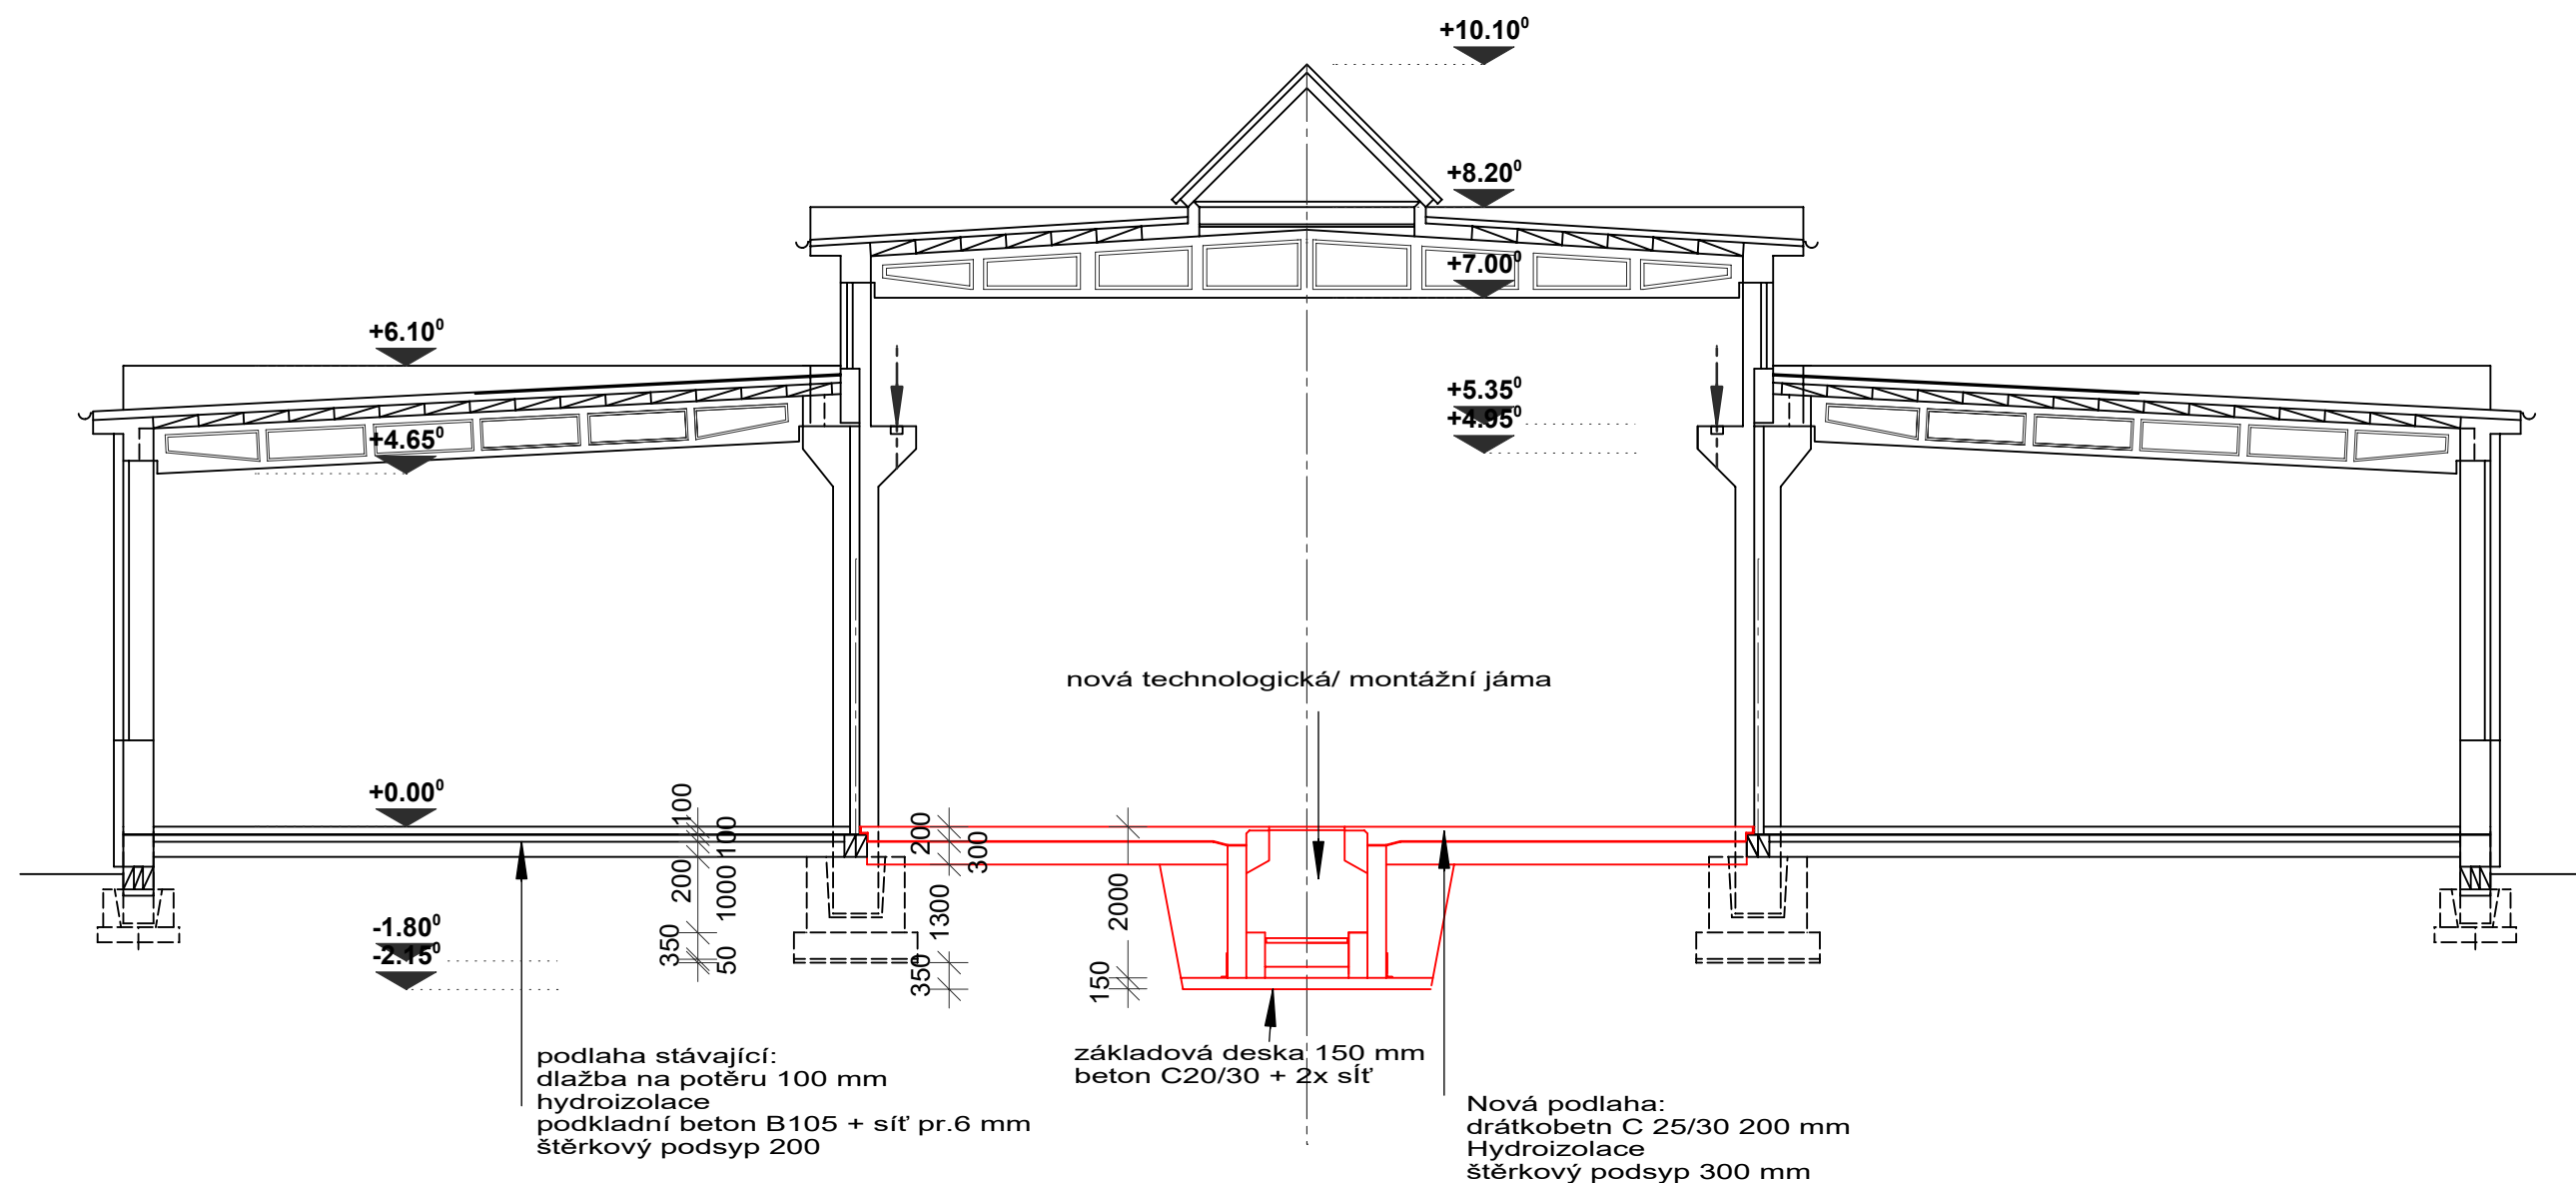 +10.10⁰
+8.20⁰
+7.00⁰
+6.10⁰
+5.35⁰
+4.95⁰
+4.65⁰
nová technologická/ montážní jáma
+0.00⁰
100
100
200
1000
350
50
200
300
1300
350
2000
150
-1.80⁰
-2.15⁰
podlaha stávající:
dlažba na potěru 100 mm
hydroizolace
podkladní beton B105 + síť pr.6 mm
štěrkový podsyp 200
základová deska 150 mm
beton C20/30 + 2x síť
Nová podlaha:
drátkobetn C 25/30 200 mm
Hydroizolace
štěrkový podsyp 300 mm